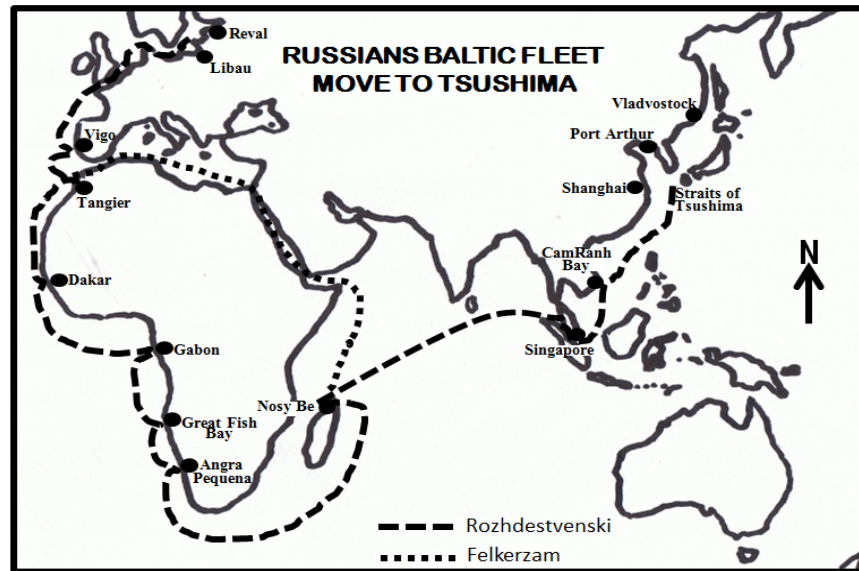 RUSSIANS BALTIC FLEET
MOVE TO TSUSHIMA
Reval
Libau
Vigo
Tangier
Dakar
Gabon
Great Fish
Bay
Angra
Pequena
Nosy Be
Vladvostock
Port Arthur
Shanghai
Straits of
Tsushima
CamRanh
Bay
Singapore
N
Rozhdestvenski
Felkerzam